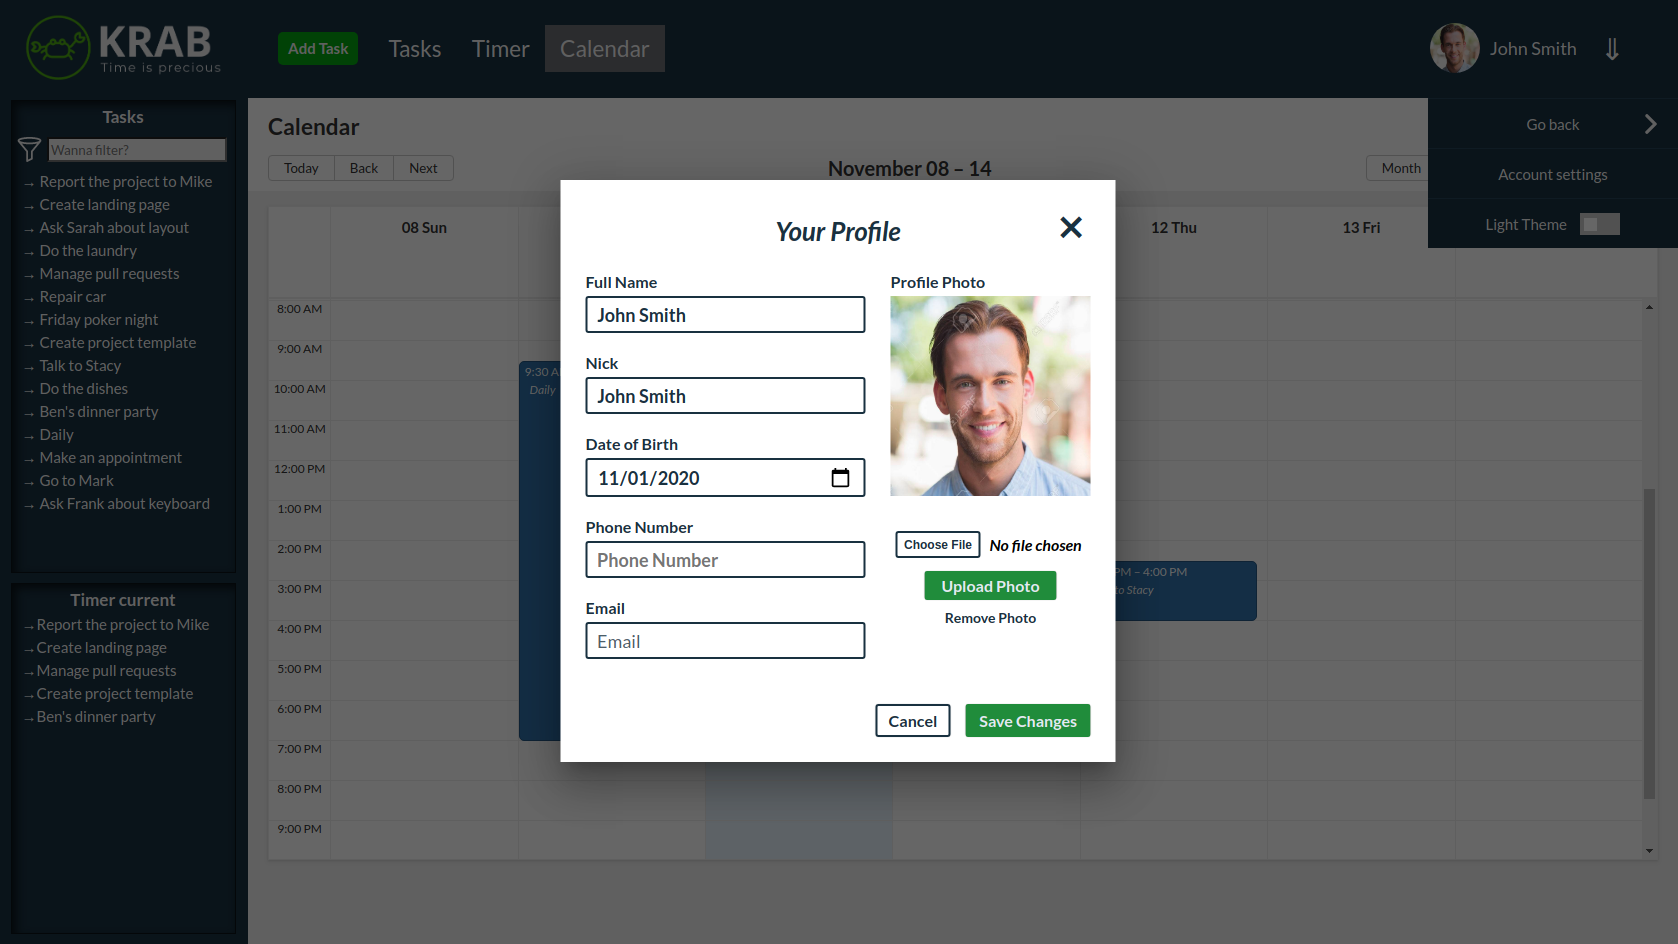 KRAB
Time is precious
Add Task
Tasks
Timer
Calendar
John Smith
Tasks
Wanna filter?
→ Report the project to Mike
→ Create landing page
→ Ask Sarah about layout
→ Do the laundry
→ Manage pull requests
→ Repair car
→ Friday poker night
→ Create project template
→ Talk to Stacy
→ Do the dishes
→ Ben's dinner party
→ Daily
→ Make an appointment
→ Go to Mark
→ Ask Frank about keyboard
Timer current
→Report the project to Mike
→Create landing page
→Manage pull requests
→Create project template
→Ben's dinner party
Calendar
Today
Back
Next
November 08 – 14
Month
Go back
Account settings
Light Theme
08 Sun
12 Thu
13 Fri
8:00 AM
9:00 AM
10:00 AM
11:00 AM
12:00 PM
1:00 PM
2:00 PM
3:00 PM
4:00 PM
5:00 PM
6:00 PM
7:00 PM
8:00 PM
9:00 PM
9:30 A
Daily
PM – 4:00 PM
to Stacy
Your Profile
Full Name
John Smith
Nick
John Smith
Date of Birth
11/01/2020
Phone Number
Phone Number
Email
Email
Profile Photo
Choose File
No file chosen
Upload Photo
Remove Photo
Cancel
Save Changes